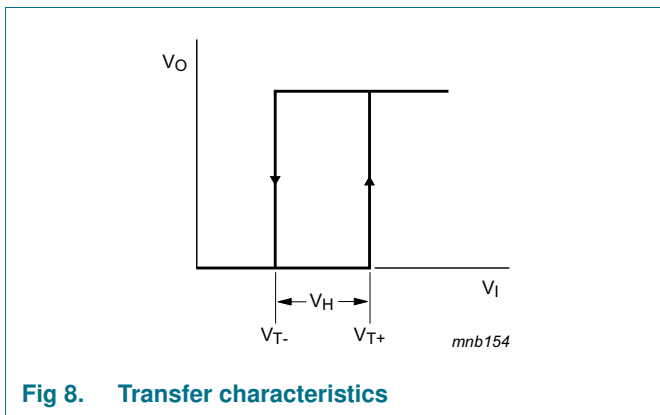 VO
VI
VH
VT-
VT+
mnb154
Fig 8. Transfer characteristics